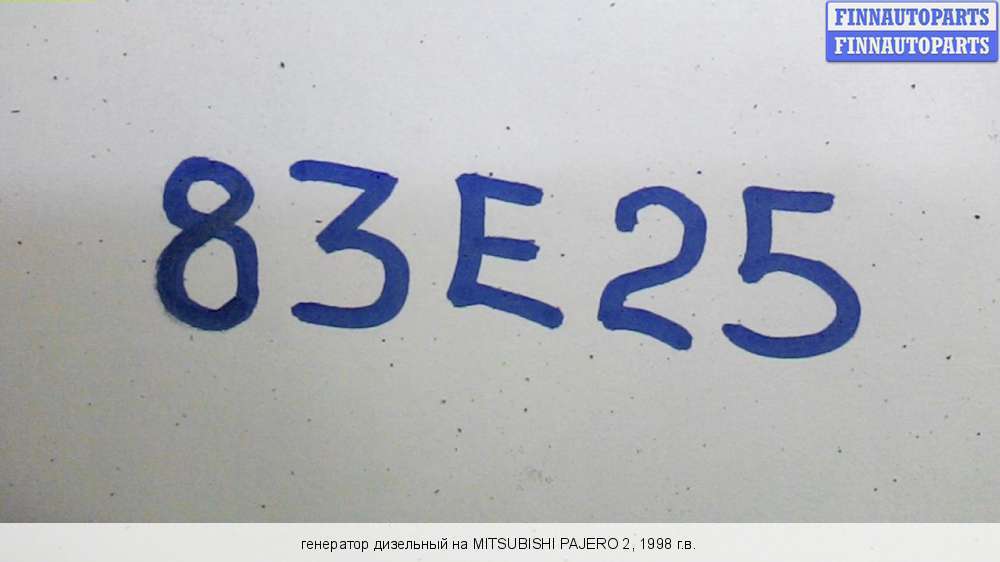 FINNAUTOPARTS
FINNAUTOPARTS
83E25
генератор дизельный на MITSUBISHI PAJERO 2, 1998 г.в.